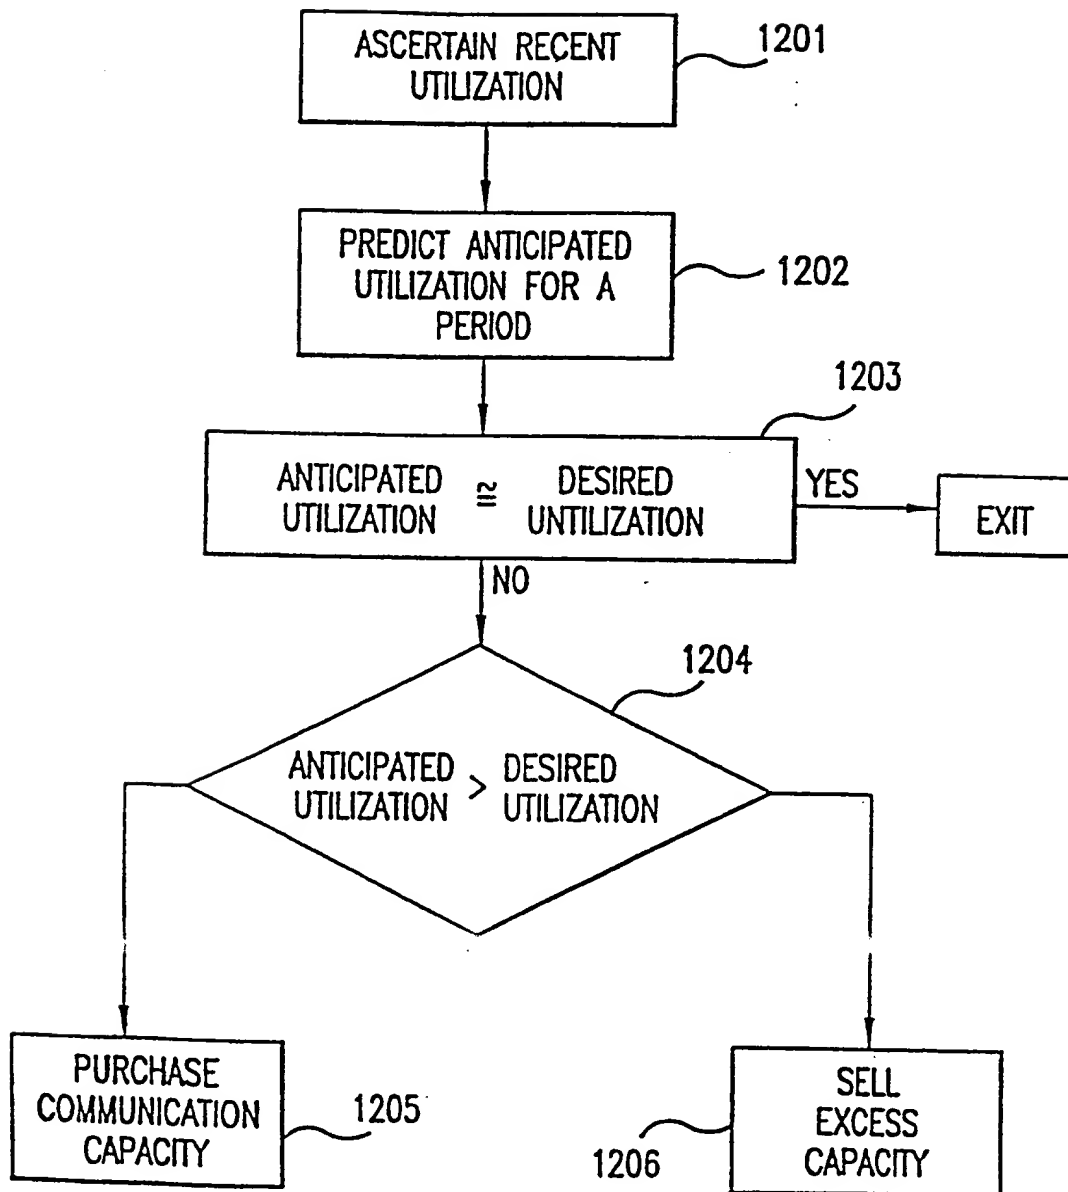 ASCERTAIN RECENT
UTILIZATION
1201
PREDICT ANTICIPATED
UTILIZATION FOR A
PERIOD
1202
1203
ANTICIPATED ≅ DESIRED
UTILIZATION UNTILIZATION
YES
EXIT
NO
1204
ANTICIPATED > DESIRED
UTILIZATION UTILIZATION
PURCHASE
COMMUNICATION
CAPACITY
1205
SELL
EXCESS
CAPACITY
1206